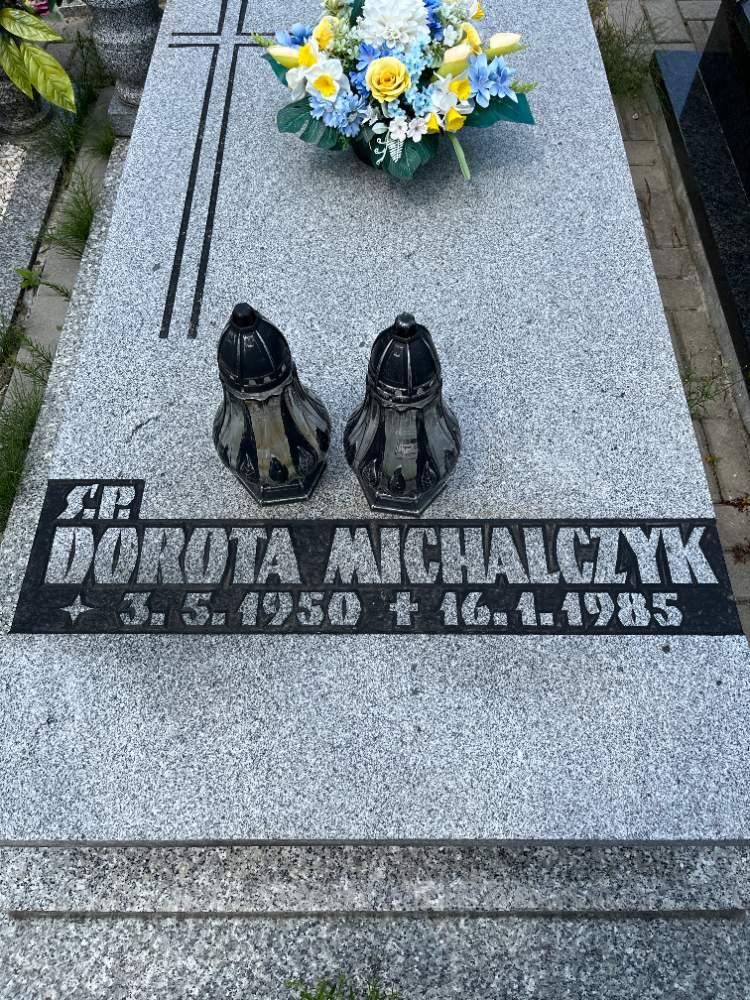 Ś.P.
DOROTA MICHALCZYK
3. 5. 1950 ✝ 16. 1. 1985